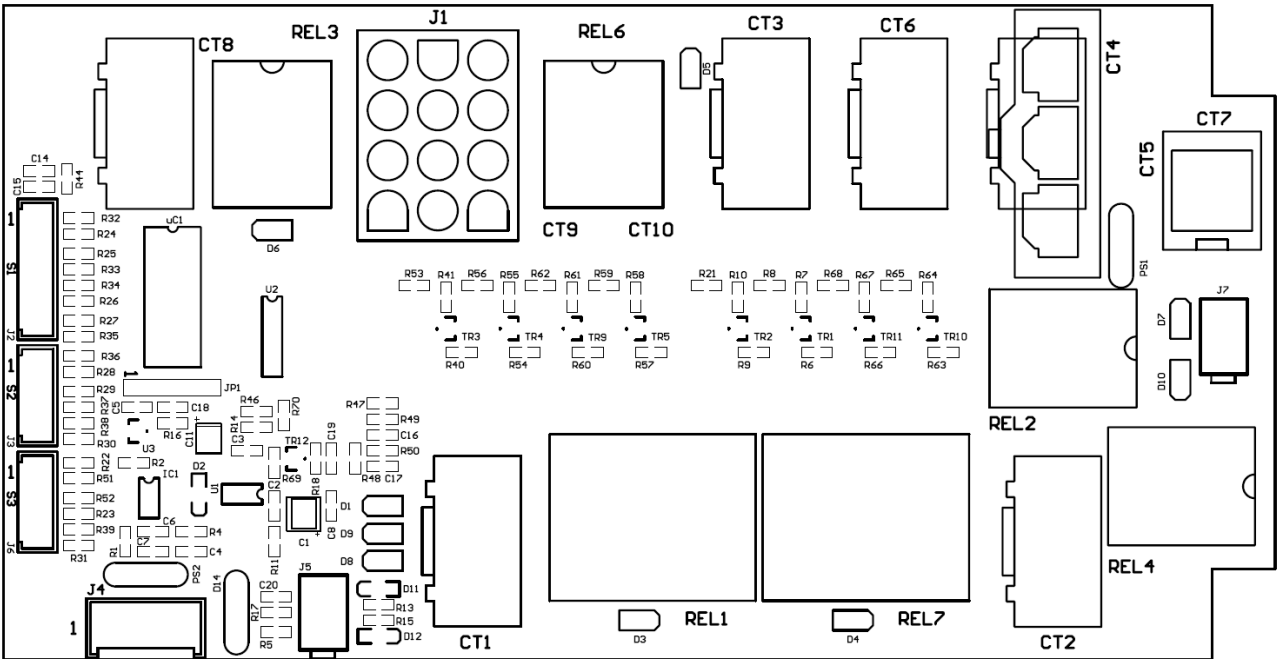 CT8
REL3
J1
REL6
CT3
CT6
CT4
CT7
CT5
D5
C14
C15
R44
1
S1
J2
R32
R24
R25
R33
R34
R26
R27
R35
uC1
D6
U2
CT9
CT10
PS1
J7
D7
D10
R53
R41
R56
R55
R62
R61
R59
R58
R21
R10
R8
R7
R68
R67
R65
R64
TR3
TR4
TR9
TR5
TR2
TR1
TR11
TR10
R40
R54
R60
R57
R9
R6
R66
R63
REL2
1
S2
J3
R36
R28
R29
R37
R38
R30
1
JP1
C5
C18
R16
U3
C11
R46
R14
R70
C3
TR12
R69
C19
R18
R47
R49
C16
R50
R48
C17
1
S3
J6
R22
R51
R52
R23
R39
R31
R2
IC1
D2
U1
C2
C1
C8
R11
D1
D9
D8
R1
C6
C7
R4
C4
PS2
D14
J4
1
J5
C20
R17
R5
D11
R13
R15
D12
CT1
D3
REL1
D4
REL7
CT2
REL4